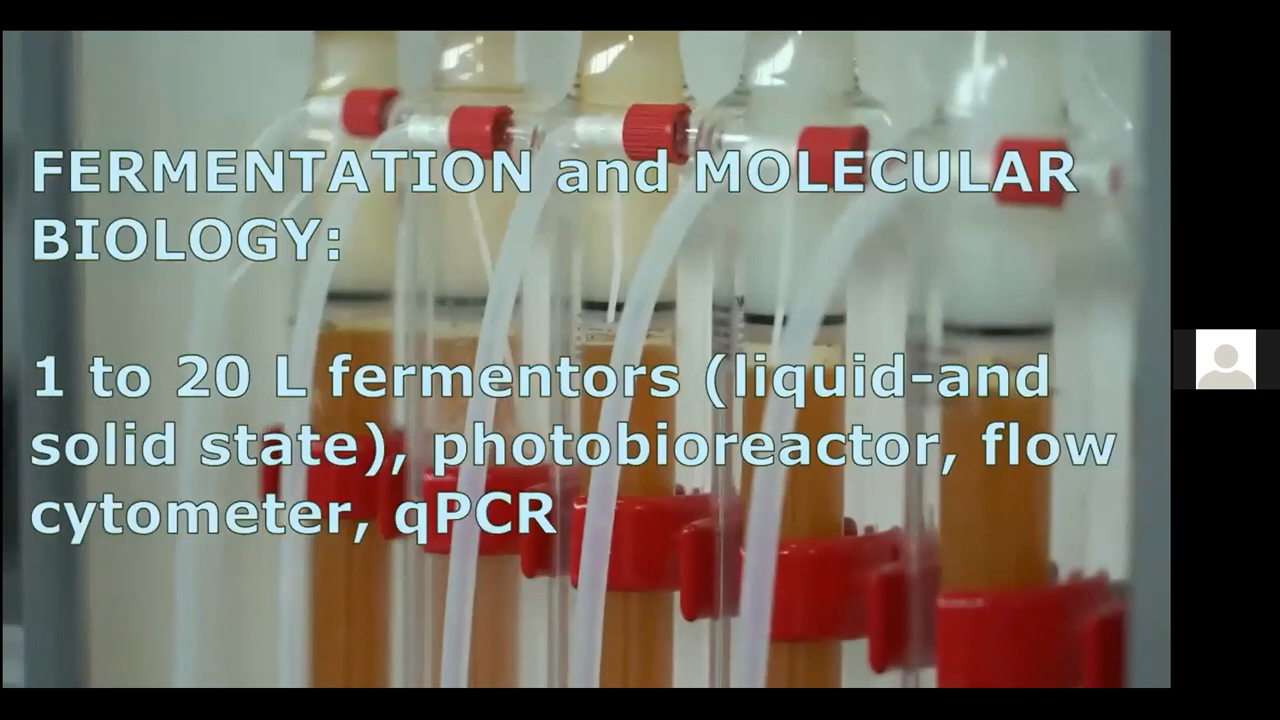 FERMENTATION and MOLECULAR
BIOLOGY:
1 to 20 L fermentors (liquid-and
solid state), photobioreactor, flow
cytometer, qPCR